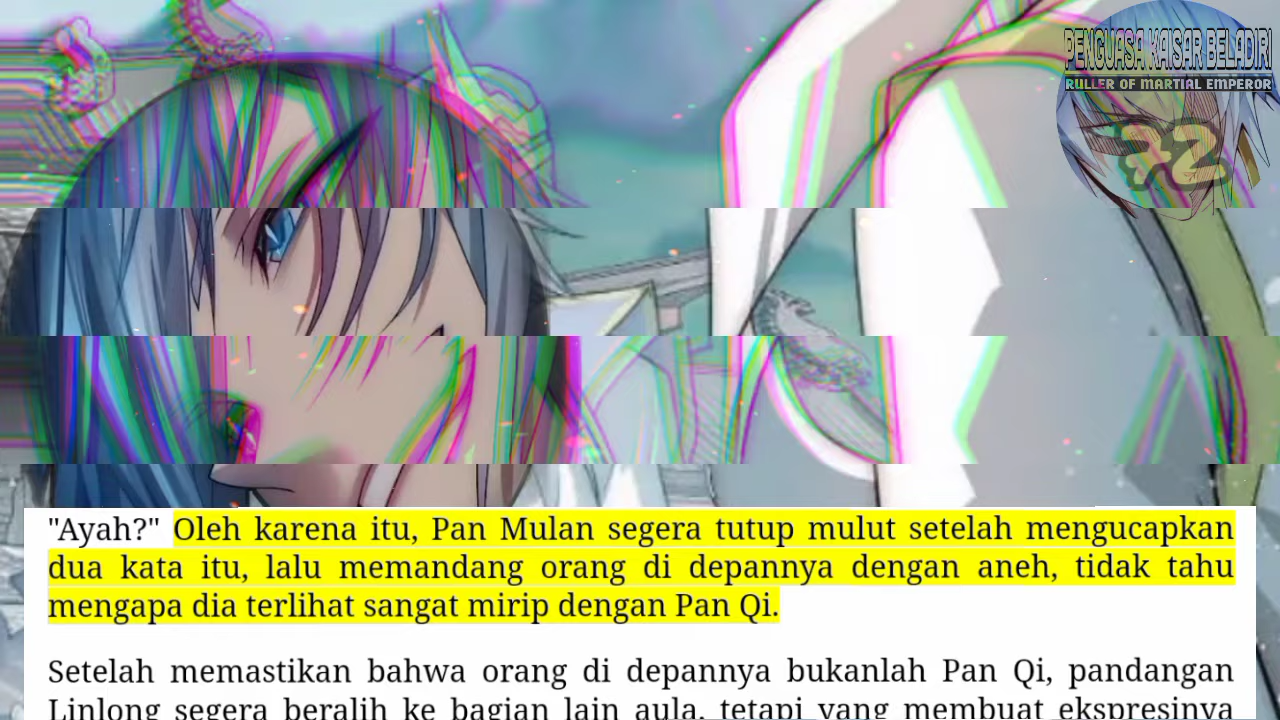 PENGUASA KAISAR BELADIRI
RULLER OF MARTIAL EMPEROR
72
"Ayah?" Oleh karena itu, Pan Mulan segera tutup mulut setelah mengucapkan
dua kata itu, lalu memandang orang di depannya dengan aneh, tidak tahu
mengapa dia terlihat sangat mirip dengan Pan Qi.
Setelah memastikan bahwa orang di depannya bukanlah Pan Qi, pandangan
Linlong segera beralih ke bagian lain aula, tetapi yang membuat ekspresinya